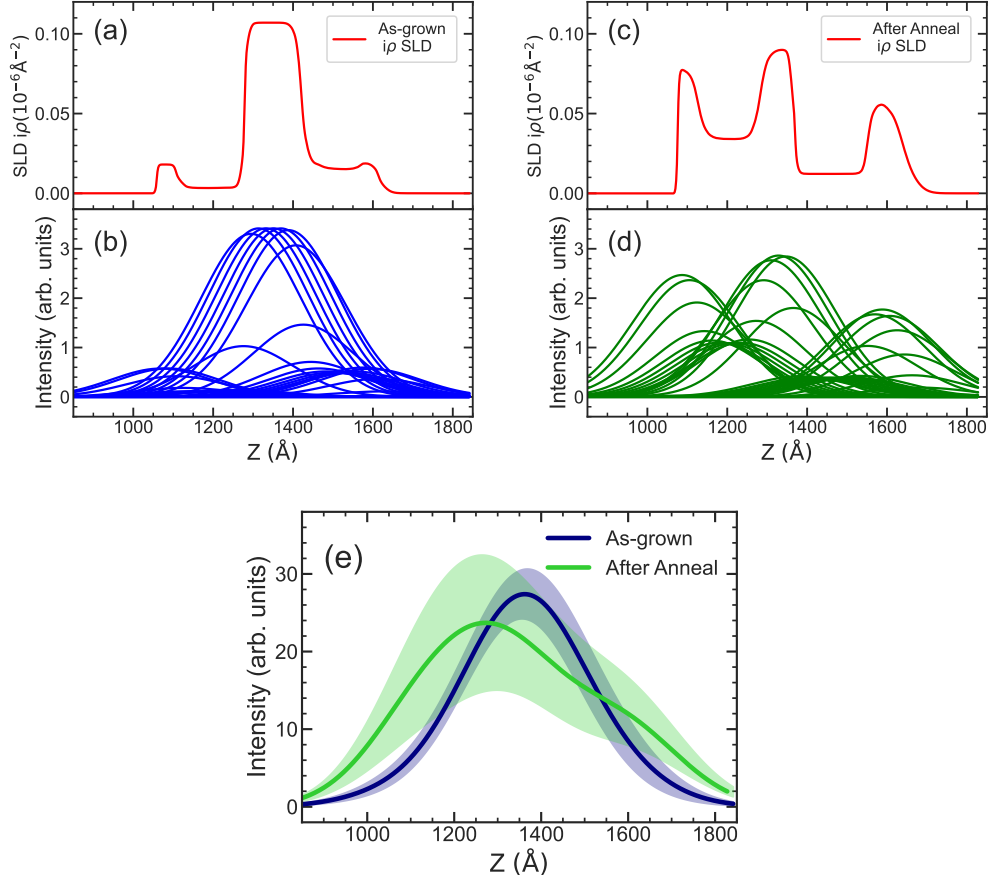 (a)
As-grown
iρ SLD
SLD iρ(10⁻⁶Å⁻²)
0.10
0.05
0.00
(c)
After Anneal
iρ SLD
SLD iρ(10⁻⁶Å⁻²)
0.10
0.05
0.00
(b)
Intensity (arb. units)
3
2
1
0
1000 1200 1400 1600 1800
Z (Å)
(d)
Intensity (arb. units)
3
2
1
0
1000 1200 1400 1600 1800
Z (Å)
(e)
As-grown
After Anneal
Intensity (arb. units)
30
20
10
0
1000 1200 1400 1600 1800
Z (Å)